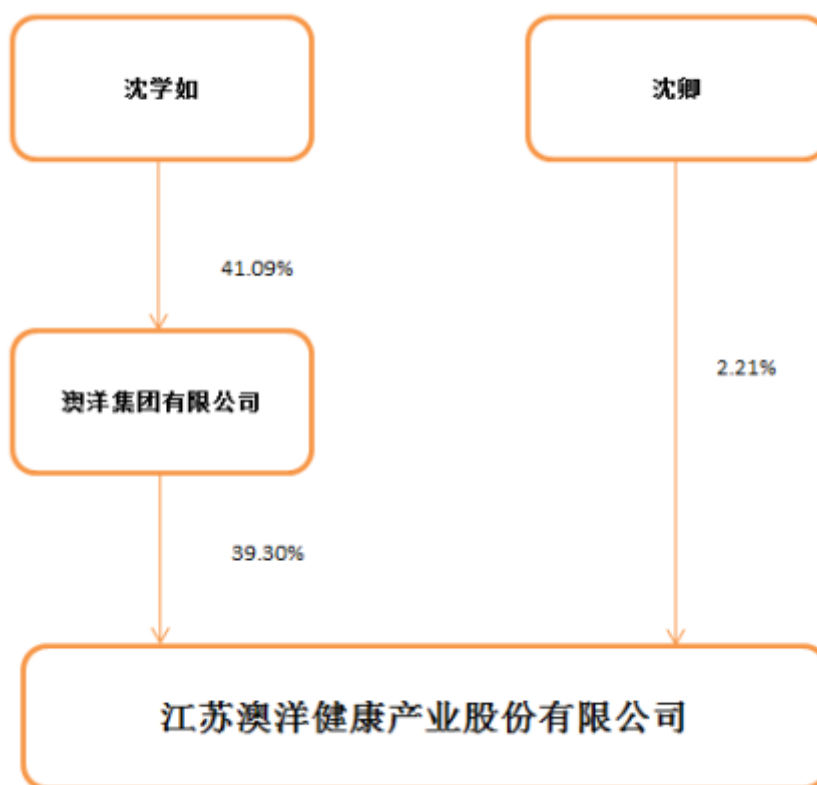 沈学如
沈卿
41.09%
2.21%
澳洋集团有限公司
39.30%
江苏澳洋健康产业股份有限公司